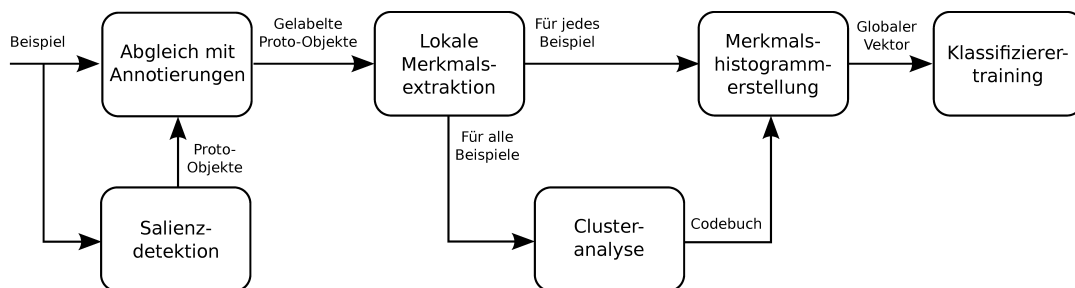 Beispiel
Abgleich mit
Annotierungen
Gelabelte
Proto-Objekte
Lokale
Merkmals-
extraktion
Für jedes
Beispiel
Merkmals-
histogramm-
erstellung
Globaler
Vektor
Klassifizierer-
training
Proto-
Objekte
Für alle
Beispiele
Salienz-
detektion
Cluster-
analyse
Codebuch